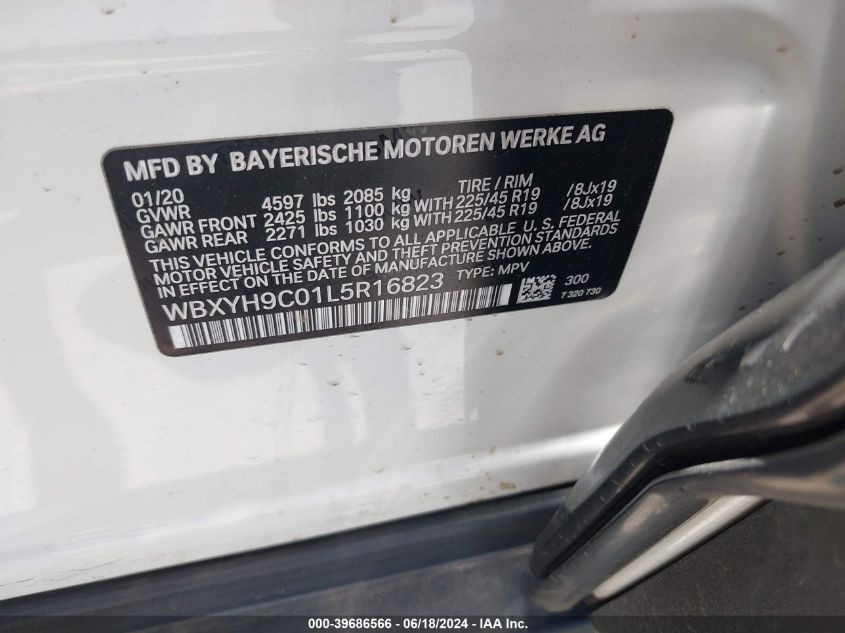 MFD BY BAYERISCHE MOTOREN WERKE AG
01/20 TIRE / RIM
GVWR 4597 lbs 2085 kg
GAWR FRONT 2425 lbs 1100 kg WITH 225/45 R19 /8Jx19
GAWR REAR 2271 lbs 1030 kg WITH 225/45 R19 /8Jx19
THIS VEHICLE CONFORMS TO ALL APPLICABLE U. S. FEDERAL
MOTOR VEHICLE SAFETY AND THEFT PREVENTION STANDARDS
IN EFFECT ON THE DATE OF MANUFACTURE SHOWN ABOVE.
WBXYH9C01L5R16823 TYPE: MPV
300
7 320 730
000-39686566 - 06/18/2024 - IAA Inc.